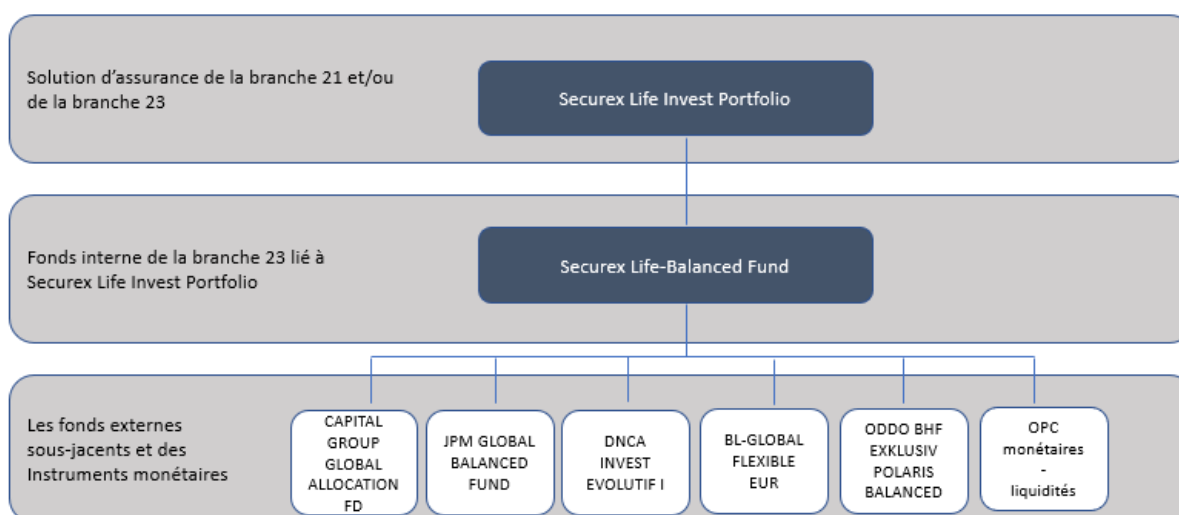 Solution d'assurance de la branche 21 et/ou
de la branche 23
Securex Life Invest Portfolio
Fonds interne de la branche 23 lié à
Securex Life Invest Portfolio
Securex Life-Balanced Fund
Les fonds externes
sous-jacents et des
Instruments monétaires
CAPITAL
GROUP
GLOBAL
ALLOCATION
FD
JPM GLOBAL
BALANCED
FUND
DNCA
INVEST
EVOLUTIF I
BL-GLOBAL
FLEXIBLE
EUR
ODDO BHF
EXKLUSIV
POLARIS
BALANCED
OPC
monétaires
-
liquidités